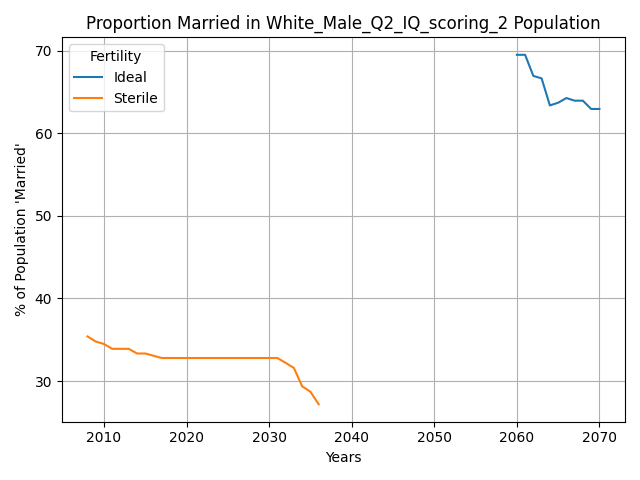 Proportion Married in White_Male_Q2_IQ_scoring_2 Population
Fertility
Ideal
Sterile
% of Population 'Married'
70
60
50
40
30
2010 2020 2030 2040 2050 2060 2070
Years